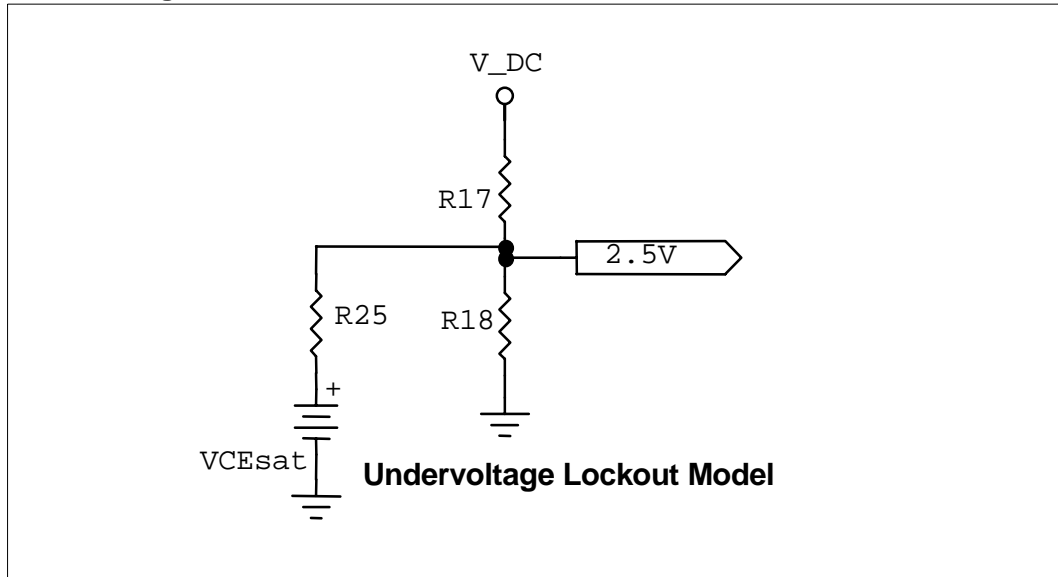 V_DC
R17
2.5V
R25
R18
+
VCEsat
Undervoltage Lockout Model